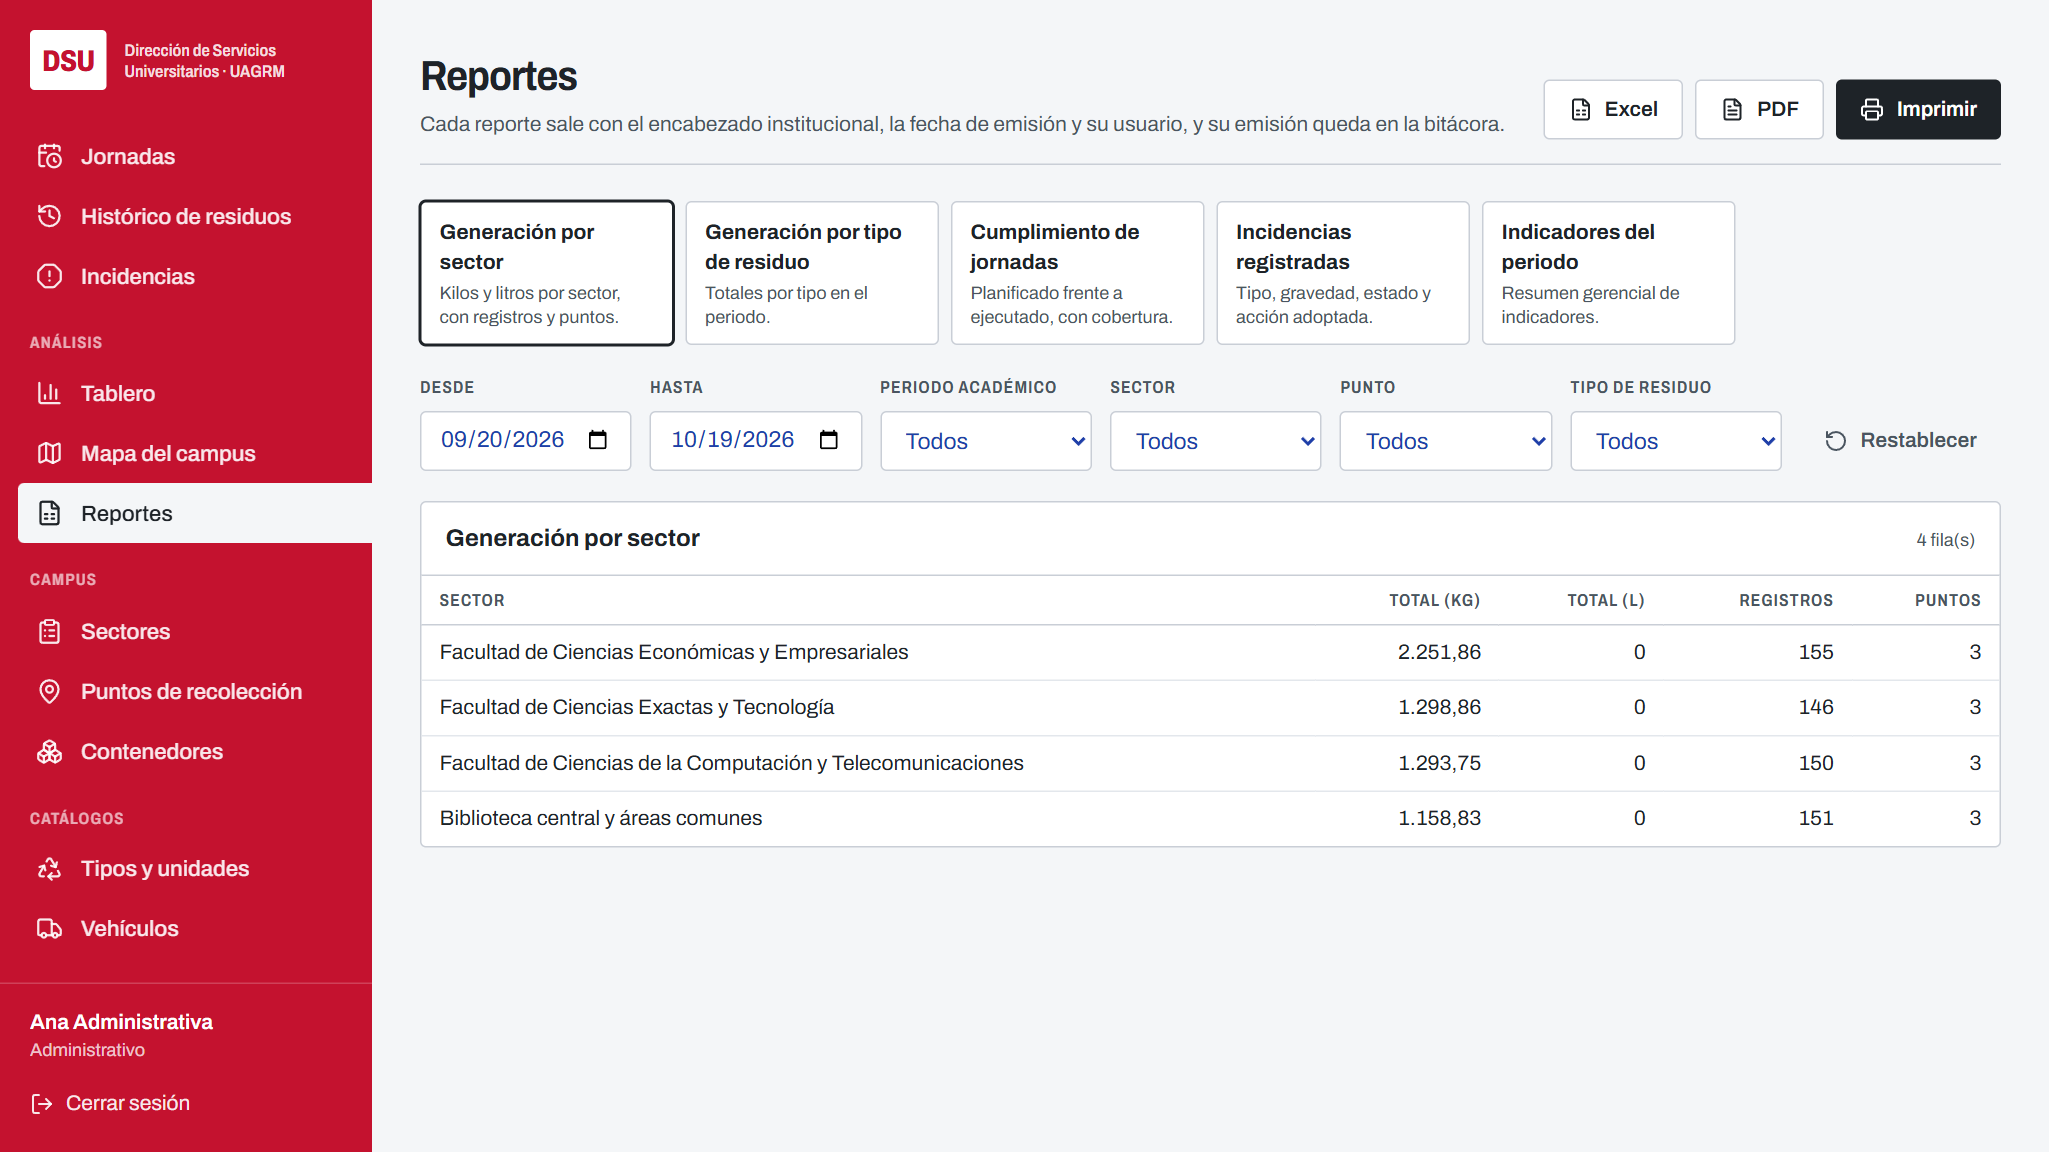 DSU
Dirección de Servicios
Universitarios · UAGRM
Jornadas
Histórico de residuos
Incidencias
ANÁLISIS
Tablero
Mapa del campus
Reportes
CAMPUS
Sectores
Puntos de recolección
Contenedores
CATÁLOGOS
Tipos y unidades
Vehículos
Ana Administrativa
Administrativo
Cerrar sesión
Reportes
Cada reporte sale con el encabezado institucional, la fecha de emisión y su usuario, y su emisión queda en la bitácora.
Excel
PDF
Imprimir
Generación por
sector
Kilos y litros por sector,
con registros y puntos.
Generación por tipo
de residuo
Totales por tipo en el
periodo.
Cumplimiento de
jornadas
Planificado frente a
ejecutado, con cobertura.
Incidencias
registradas
Tipo, gravedad, estado y
acción adoptada.
Indicadores del
periodo
Resumen gerencial de
indicadores.
DESDE HASTA PERIODO ACADÉMICO SECTOR PUNTO TIPO DE RESIDUO
09/20/2026 10/19/2026 Todos Todos Todos Todos Restablecer
Generación por sector 4 fila(s)
SECTOR TOTAL (KG) TOTAL (L) REGISTROS PUNTOS
Facultad de Ciencias Económicas y Empresariales 2.251,86 0 155 3
Facultad de Ciencias Exactas y Tecnología 1.298,86 0 146 3
Facultad de Ciencias de la Computación y Telecomunicaciones 1.293,75 0 150 3
Biblioteca central y áreas comunes 1.158,83 0 151 3